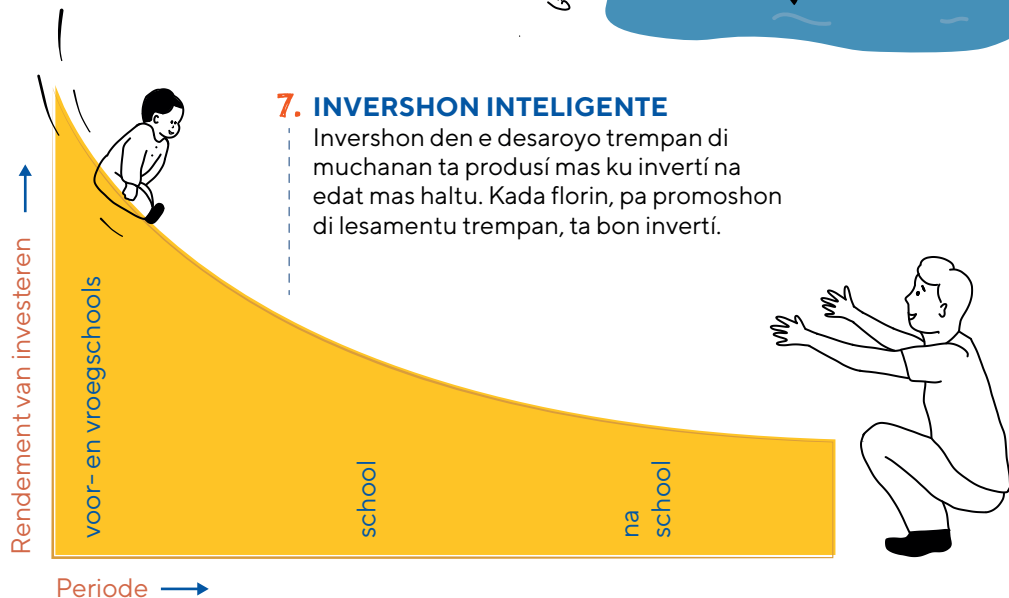 7. INVERSHON INTELIGENTE
Invershon den e desaroyo trempan di
muchanan ta produsí mas ku invertí na
edat mas haltu. Kada florin, pa promoshon
di lesamentu trempan, ta bon invertí.
Rendement van investeren
voor- en vroegschools
school
na
school
Periode